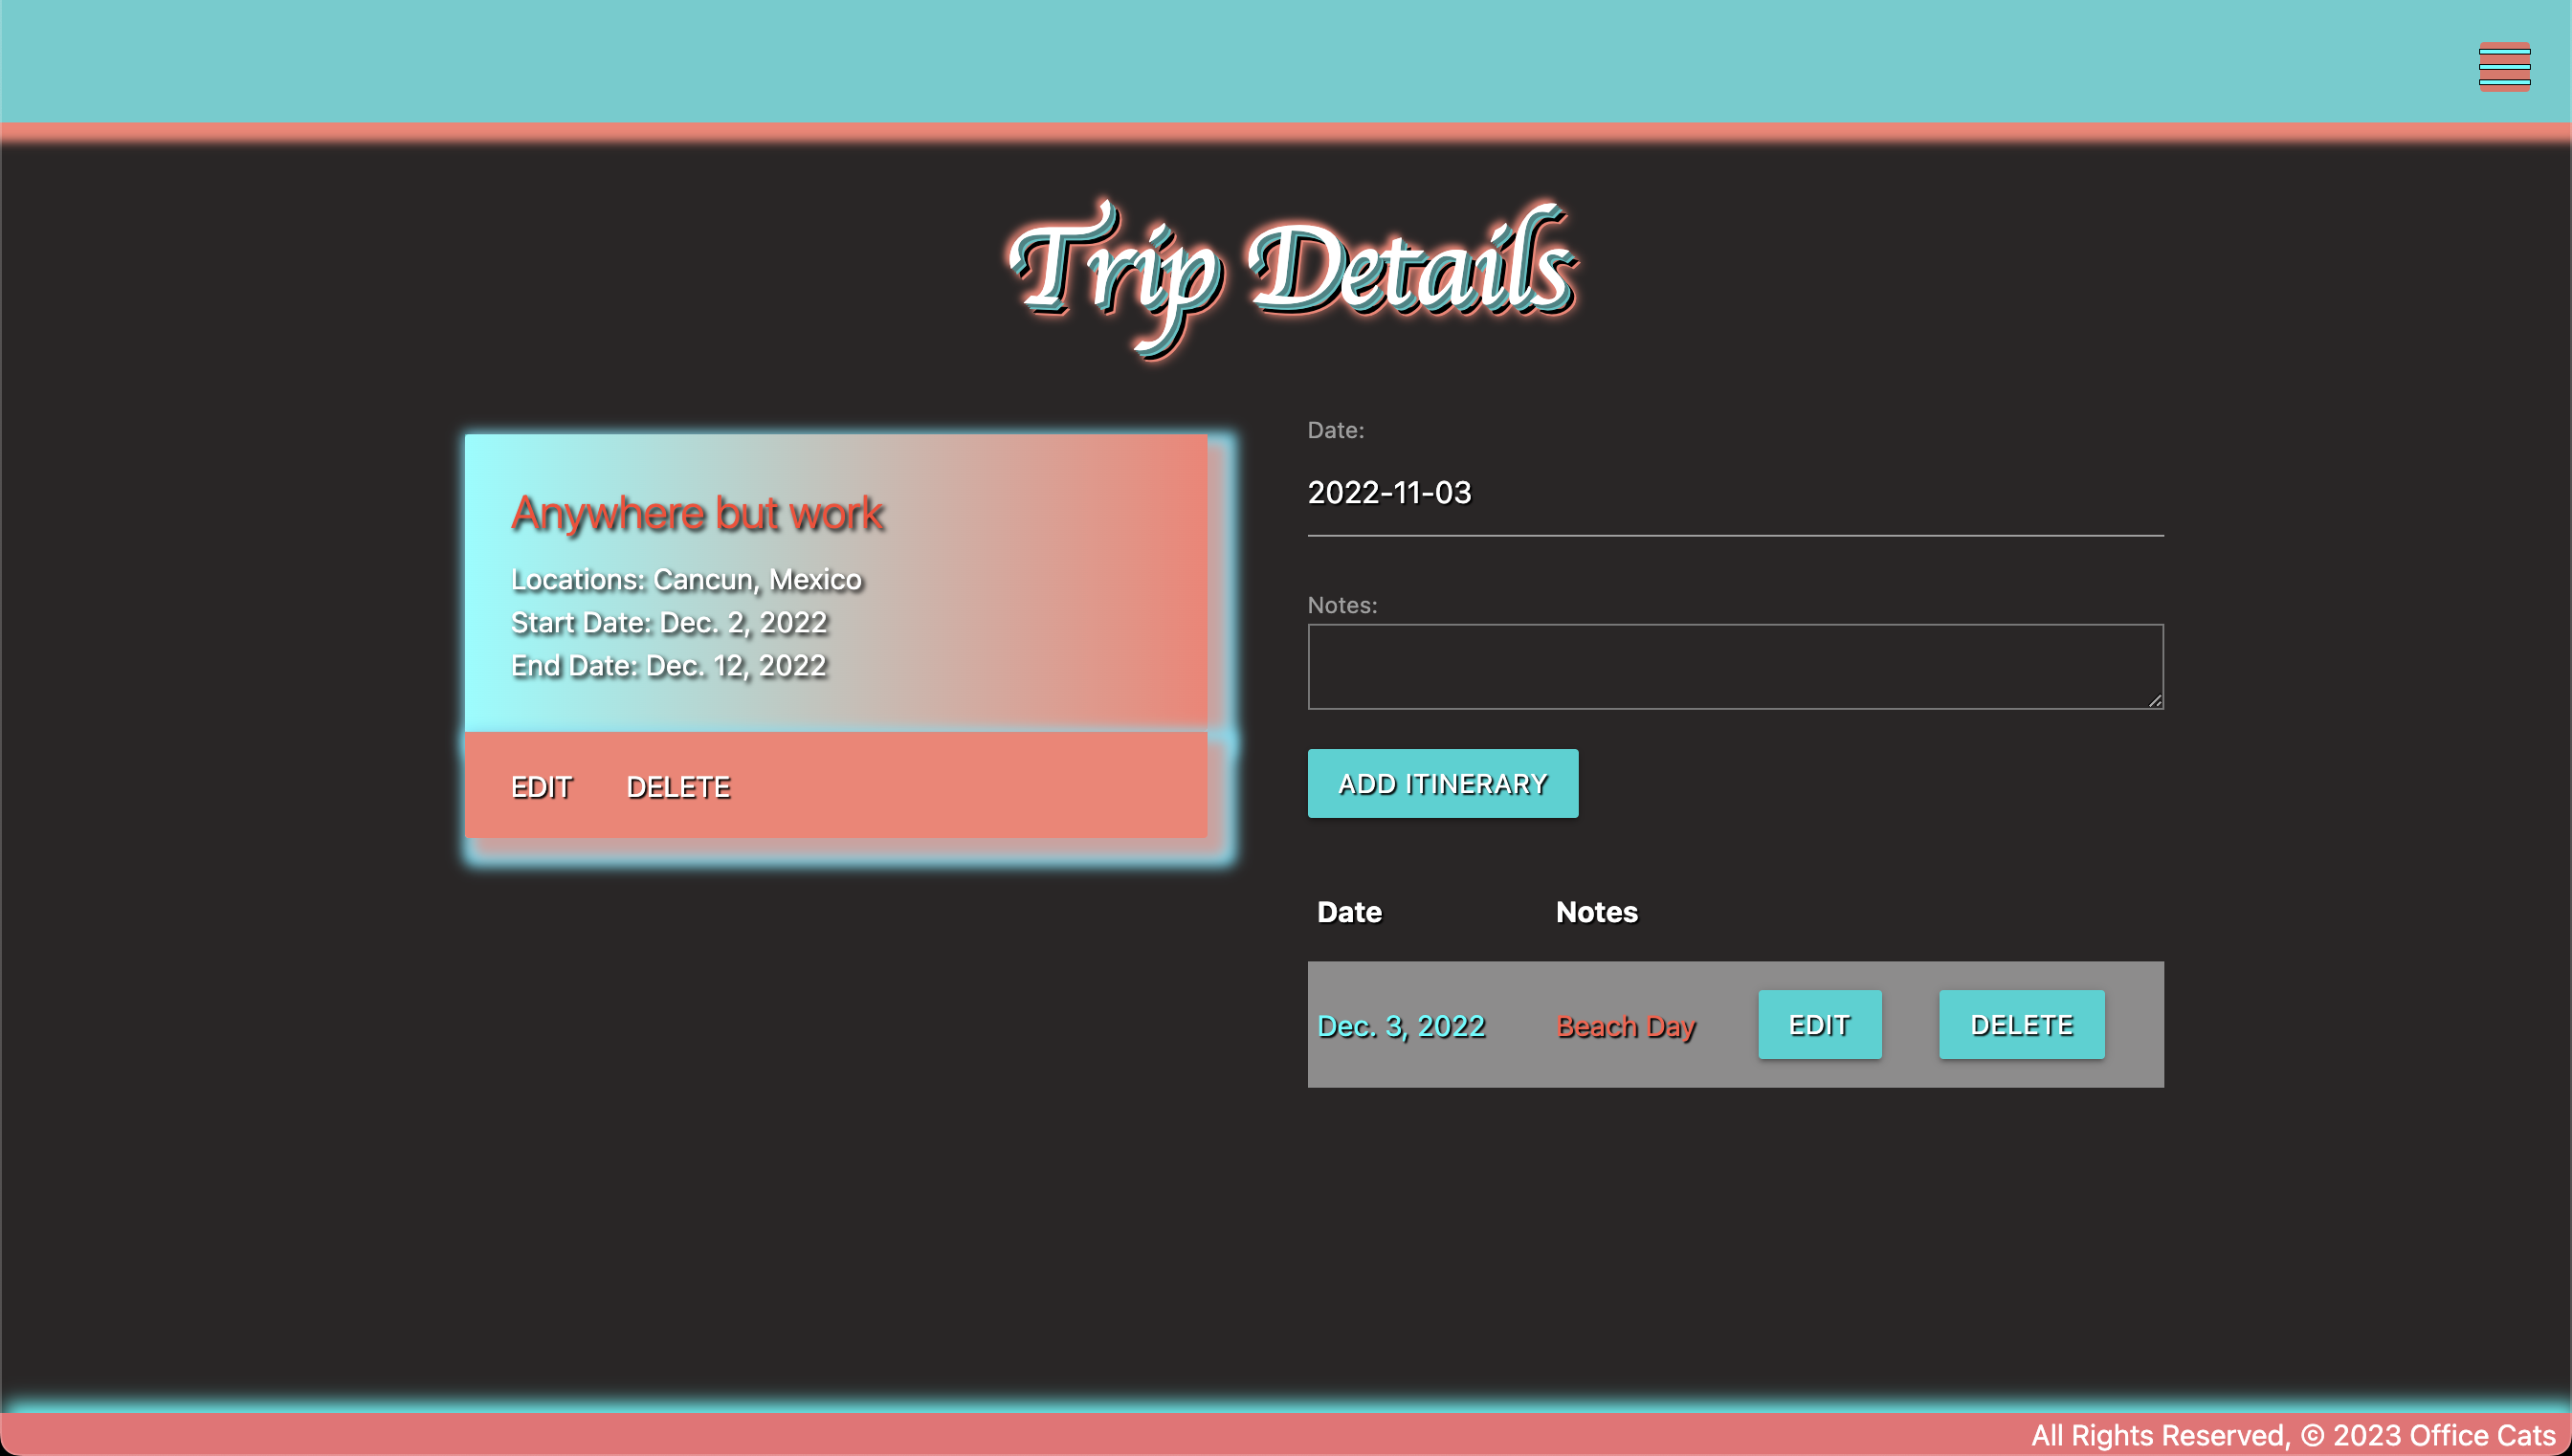 Trip Details
Anywhere but work
Locations: Cancun, Mexico
Start Date: Dec. 2, 2022
End Date: Dec. 12, 2022
EDIT DELETE
Date:
2022-11-03
Notes:
ADD ITINERARY
Date Notes
Dec. 3, 2022 Beach Day EDIT DELETE
All Rights Reserved, © 2023 Office Cats